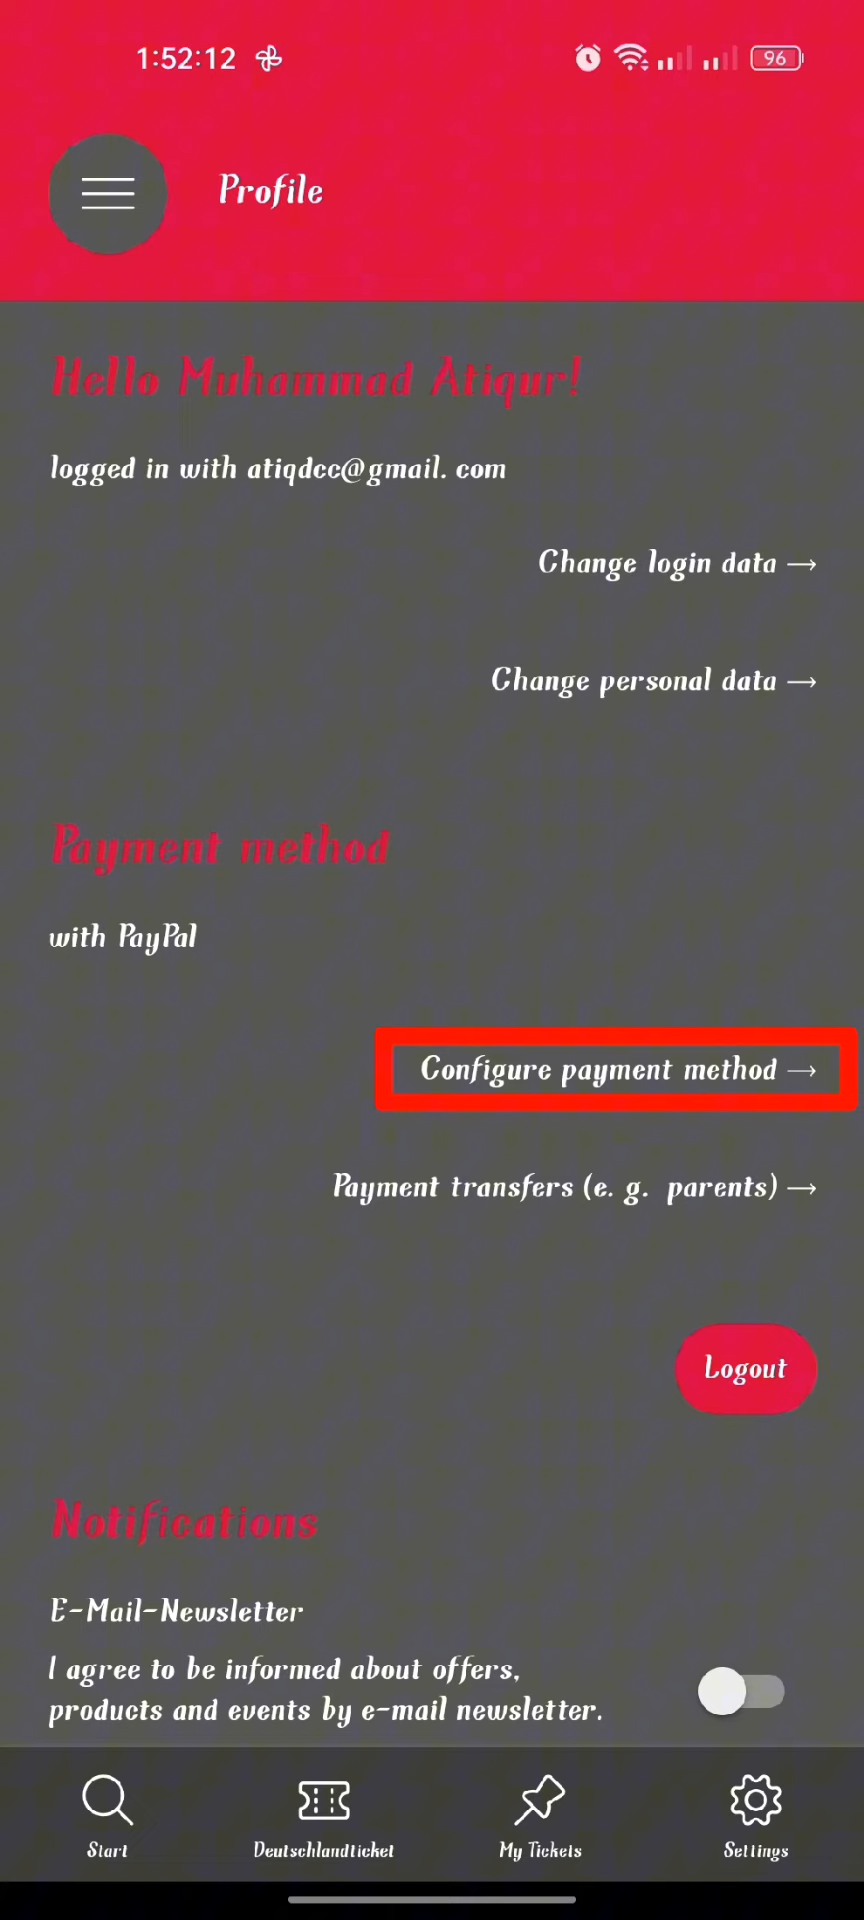 1:52:12
96
Profile
Hello Muhammad Atiqur!
logged in with atiqdcc@gmail. com
Change login data →
Change personal data →
Payment method
with PayPal
Configure payment method →
Payment transfers (e. g. parents) →
Logout
Notifications
E-Mail-Newsletter
I agree to be informed about offers,
products and events by e-mail newsletter.
Start Deutschlandticket My Tickets Settings